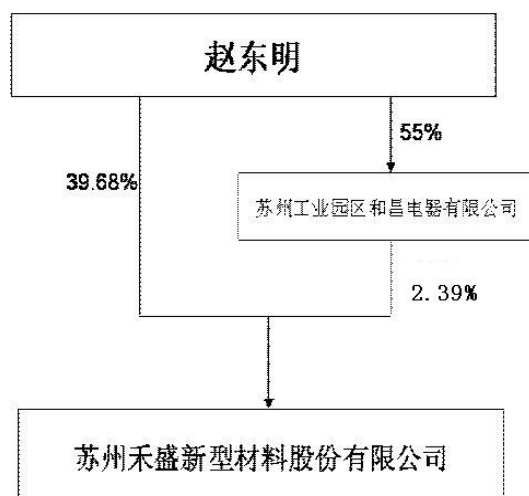 赵东明
55%
39.68%
苏州工业园区和昌电器有限公司
2.39%
苏州禾盛新型材料股份有限公司